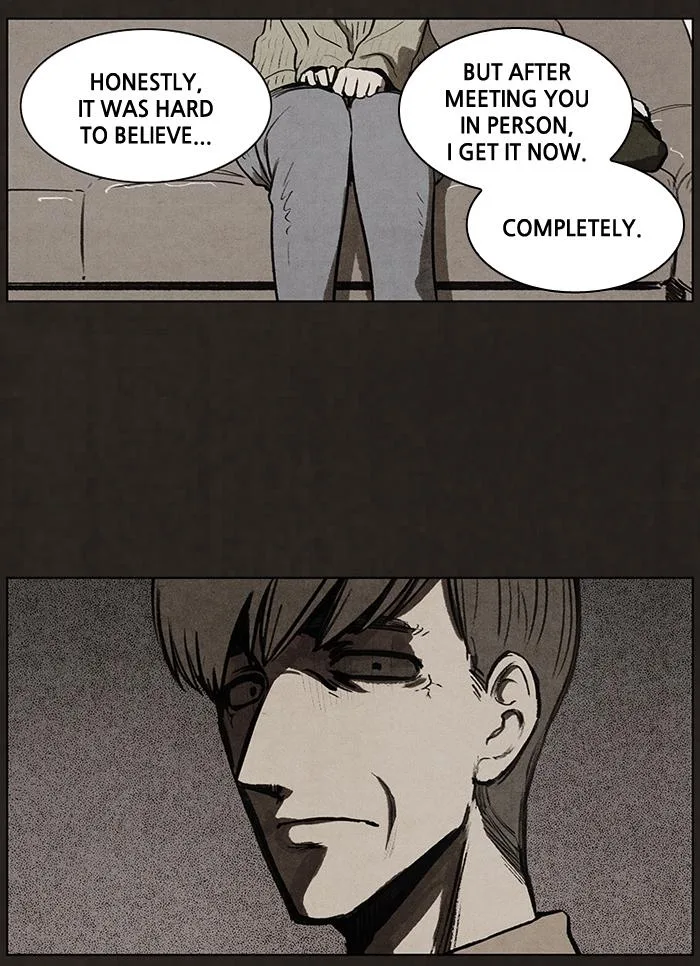 HONESTLY,
IT WAS HARD
TO BELIEVE...
BUT AFTER
MEETING YOU
IN PERSON,
I GET IT NOW.
COMPLETELY.